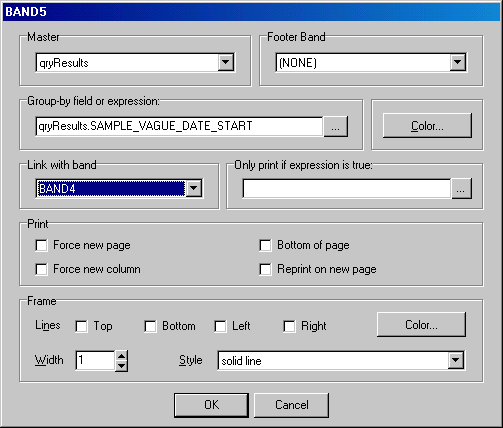 BAND5
Master
Footer Band
qryResults
(NONE)
Group-by field or expression:
qryResults.SAMPLE_VAGUE_DATE_START
...
Color...
Link with band
Only print if expression is true:
BAND4
...
Print
Force new page
Bottom of page
Force new column
Reprint on new page
Frame
Lines
Top
Bottom
Left
Right
Color...
Width
1
Style
solid line
OK
Cancel